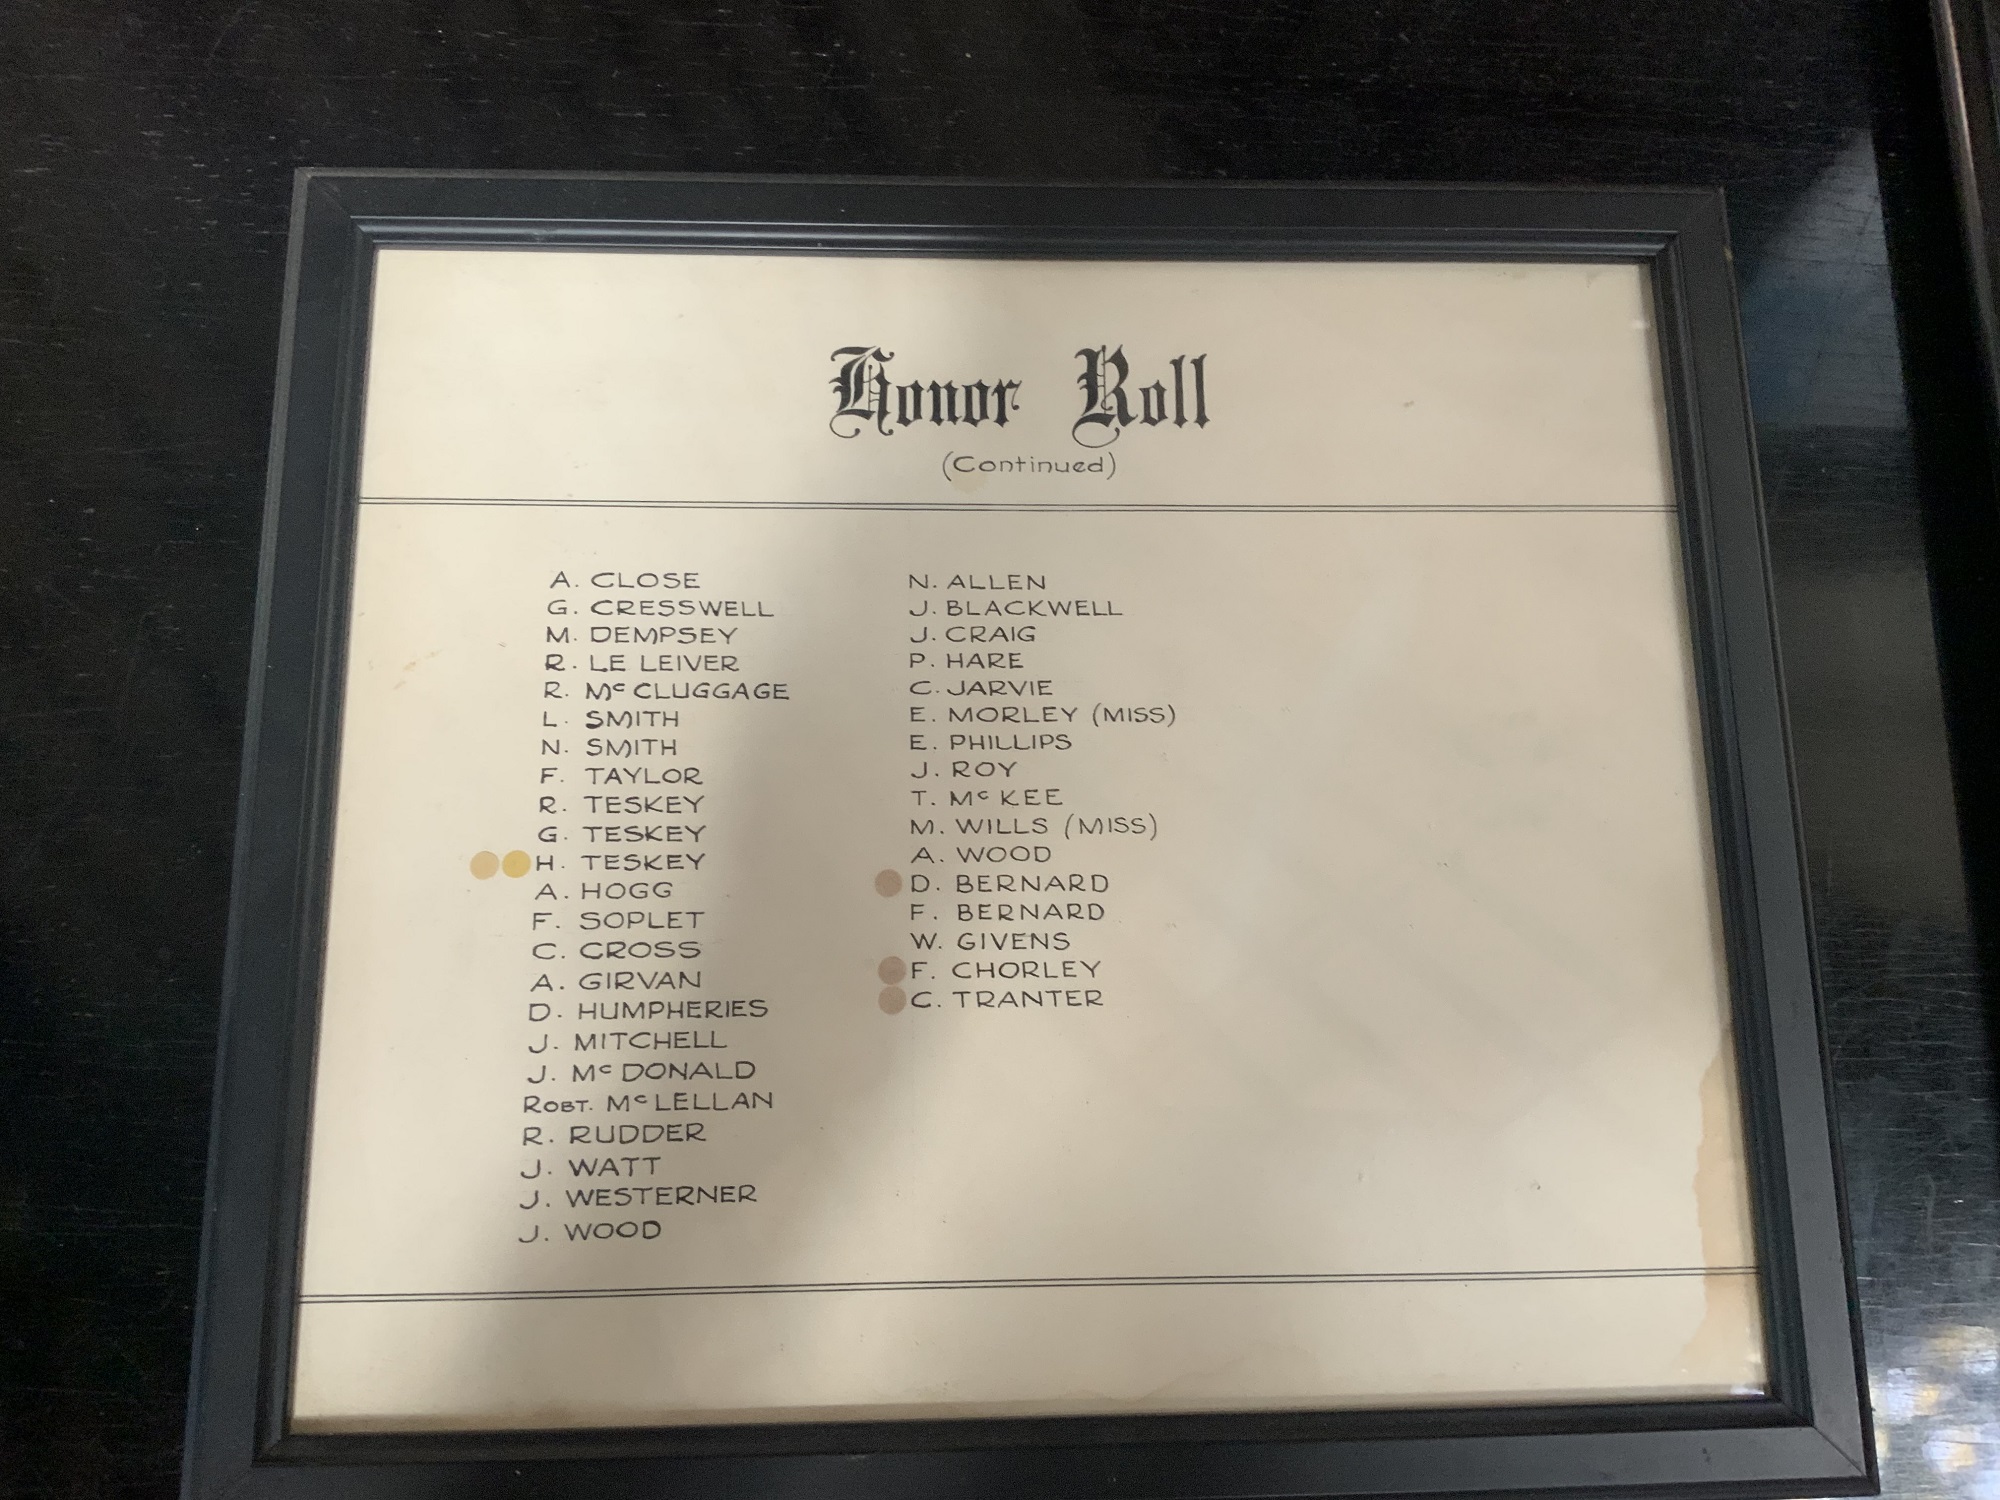 Honor Roll
(Continued)
A. CLOSE
G. CRESSWELL
M. DEMPSEY
R. LE LEIVER
R. Mc CLUGGAGE
L. SMITH
N. SMITH
F. TAYLOR
R. TESKEY
G. TESKEY
H. TESKEY
A. HOGG
F. SOPLET
C. CROSS
A. GIRVAN
D. HUMPHERIES
J. MITCHELL
J. Mc DONALD
ROBT. McLELLAN
R. RUDDER
J. WATT
J. WESTERNER
J. WOOD
N. ALLEN
J. BLACKWELL
J. CRAIG
P. HARE
C. JARVIE
E. MORLEY (MISS)
E. PHILLIPS
J. ROY
T. Mc KEE
M. WILLS (MISS)
A. WOOD
D. BERNARD
F. BERNARD
W. GIVENS
F. CHORLEY
C. TRANTER